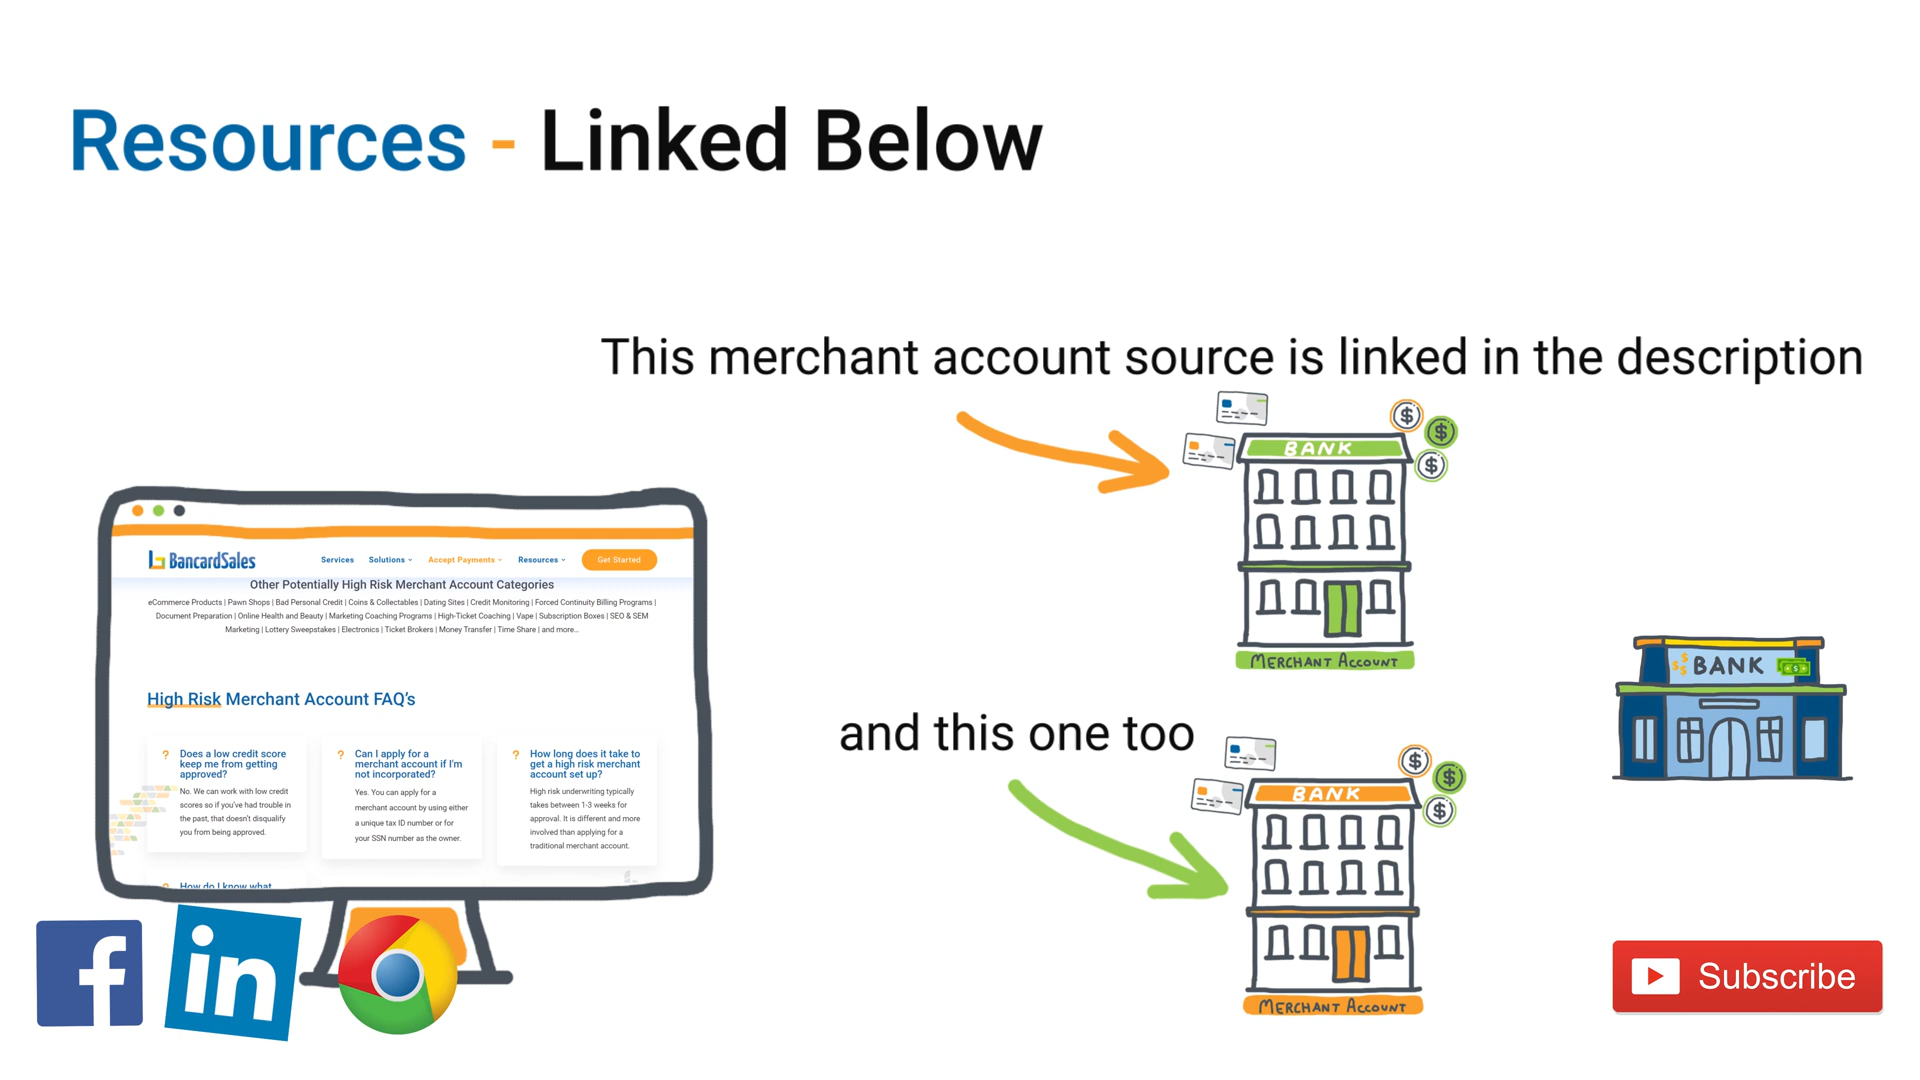 Resources - Linked Below
This merchant account source is linked in the description
BANK
MERCHANT ACCOUNT
BancardSales
Services Solutions Accept Payments Resources Get Started
Other Potentially High Risk Merchant Account Categories
eCommerce Products | Pawn Shops | Bad Personal Credit | Coins & Collectables | Dating Sites | Credit Monitoring | Forced Continuity Billing Programs |
Document Preparation | Online Health and Beauty | Marketing Coaching Programs | High-Ticket Coaching | Vape | Subscription Boxes | SEO & SEM
Marketing | Lottery Sweepstakes | Electronics | Ticket Brokers | Money Transfer | Time Share | and more...
High Risk Merchant Account FAQ's
? Does a low credit score
keep me from getting
approved?
No. We can work with low credit
scores so if you've had trouble in
the past, that doesn't disqualify
you from being approved.
? Can I apply for a
merchant account if I'm
not incorporated?
Yes. You can apply for a
merchant account by using either
a unique tax ID number or for
your SSN number as the owner.
? How long does it take to
get a high risk merchant
account set up?
High risk underwriting typically
takes between 1-3 weeks for
approval. It is different and more
involved than applying for a
traditional merchant account.
? How do I know what
and this one too
BANK
MERCHANT ACCOUNT
$$$ BANK $
f
in
Subscribe